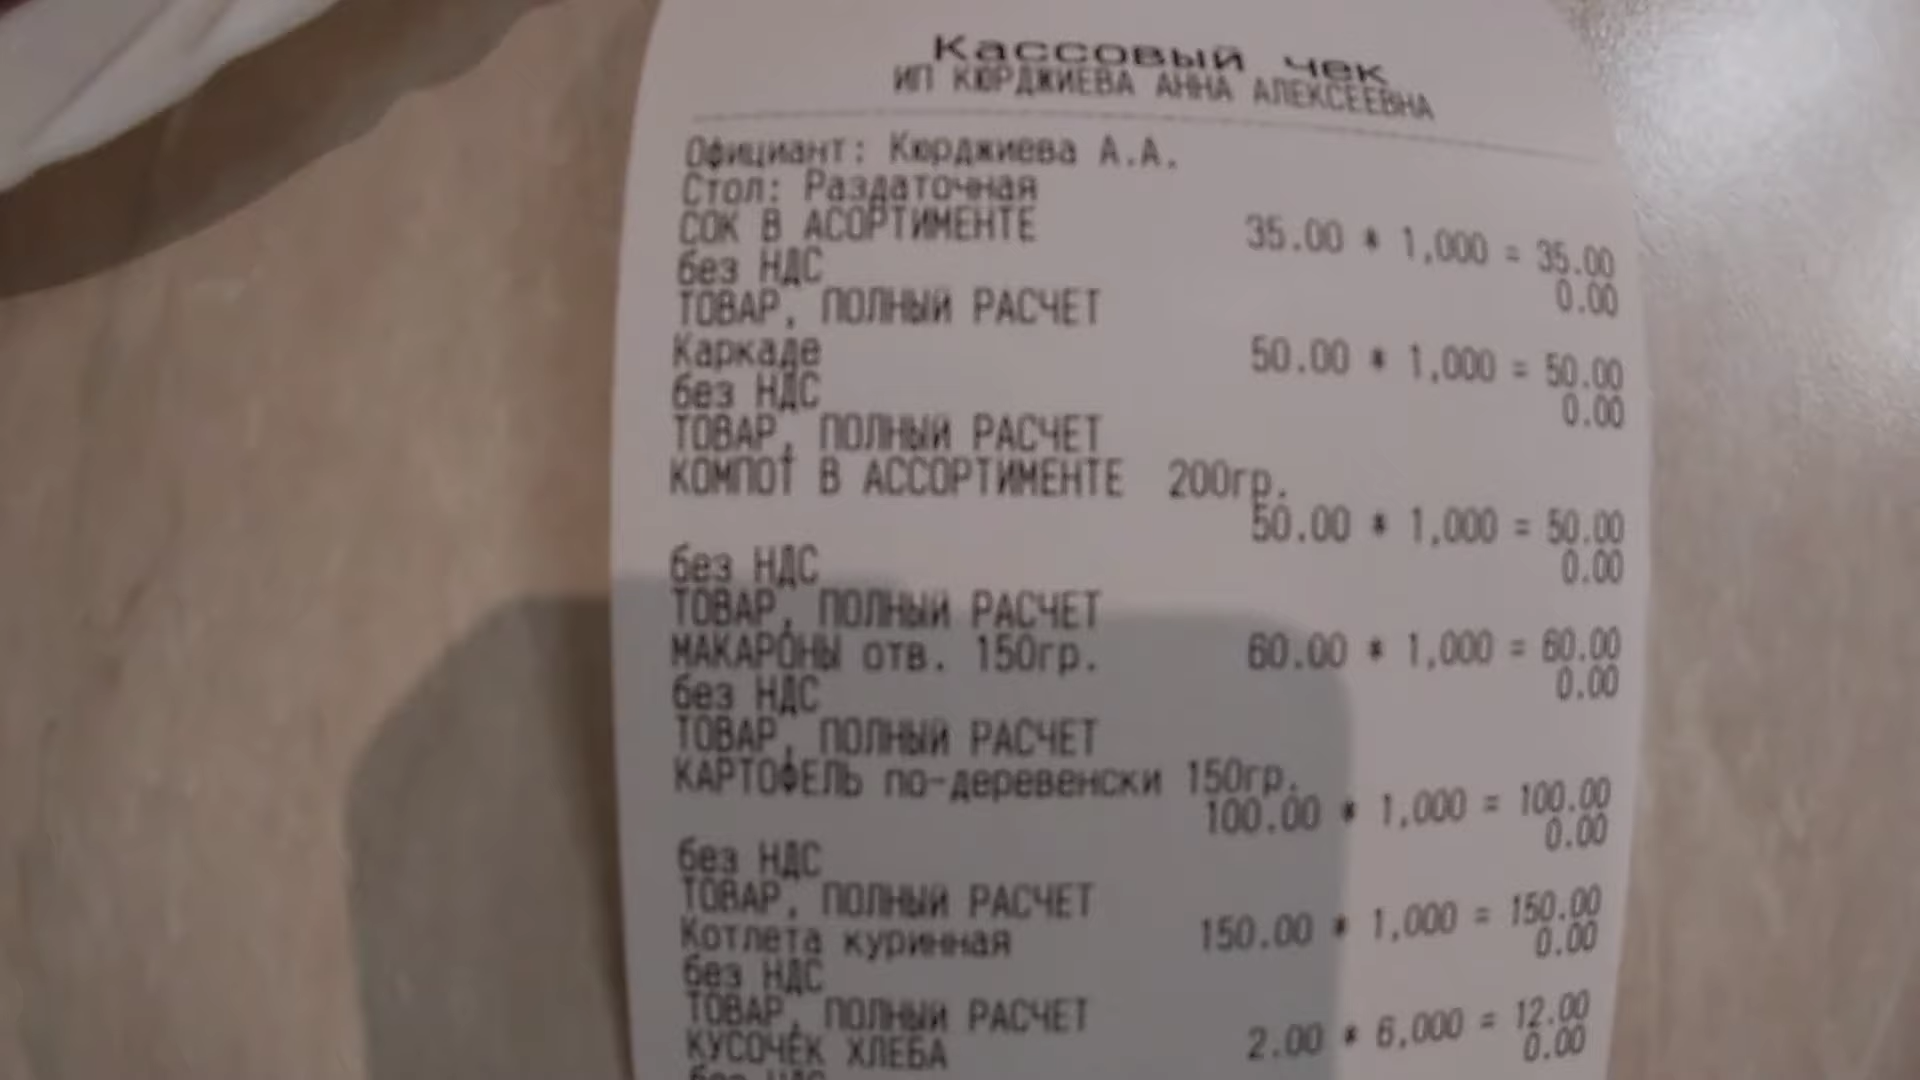 Кассовый чек
ИП КЮРДЖИЕВА АННА АЛЕКСЕЕВНА
Официант: Кюрджиева А.А.
Стол: Раздаточная
СОК В АСОРТИМЕНТЕ 35.00 * 1,000 = 35.00
без НДС 0.00
ТОВАР, ПОЛНЫЙ РАСЧЕТ
Каркаде 50.00 * 1,000 = 50.00
без НДС 0.00
ТОВАР, ПОЛНЫЙ РАСЧЕТ
КОМПОТ В АССОРТИМЕНТЕ 200гр.
50.00 * 1,000 = 50.00
без НДС 0.00
ТОВАР, ПОЛНЫЙ РАСЧЕТ
МАКАРОНЫ отв. 150гр. 60.00 * 1,000 = 60.00
без НДС 0.00
ТОВАР, ПОЛНЫЙ РАСЧЕТ
КАРТОФЕЛЬ по-деревенски 150гр.
100.00 * 1,000 = 100.00
без НДС 0.00
ТОВАР, ПОЛНЫЙ РАСЧЕТ
Котлета куринная 150.00 * 1,000 = 150.00
без НДС 0.00
ТОВАР, ПОЛНЫЙ РАСЧЕТ
КУСОЧЕК ХЛЕБА 2.00 * 6,000 = 12.00
без НДС 0.00